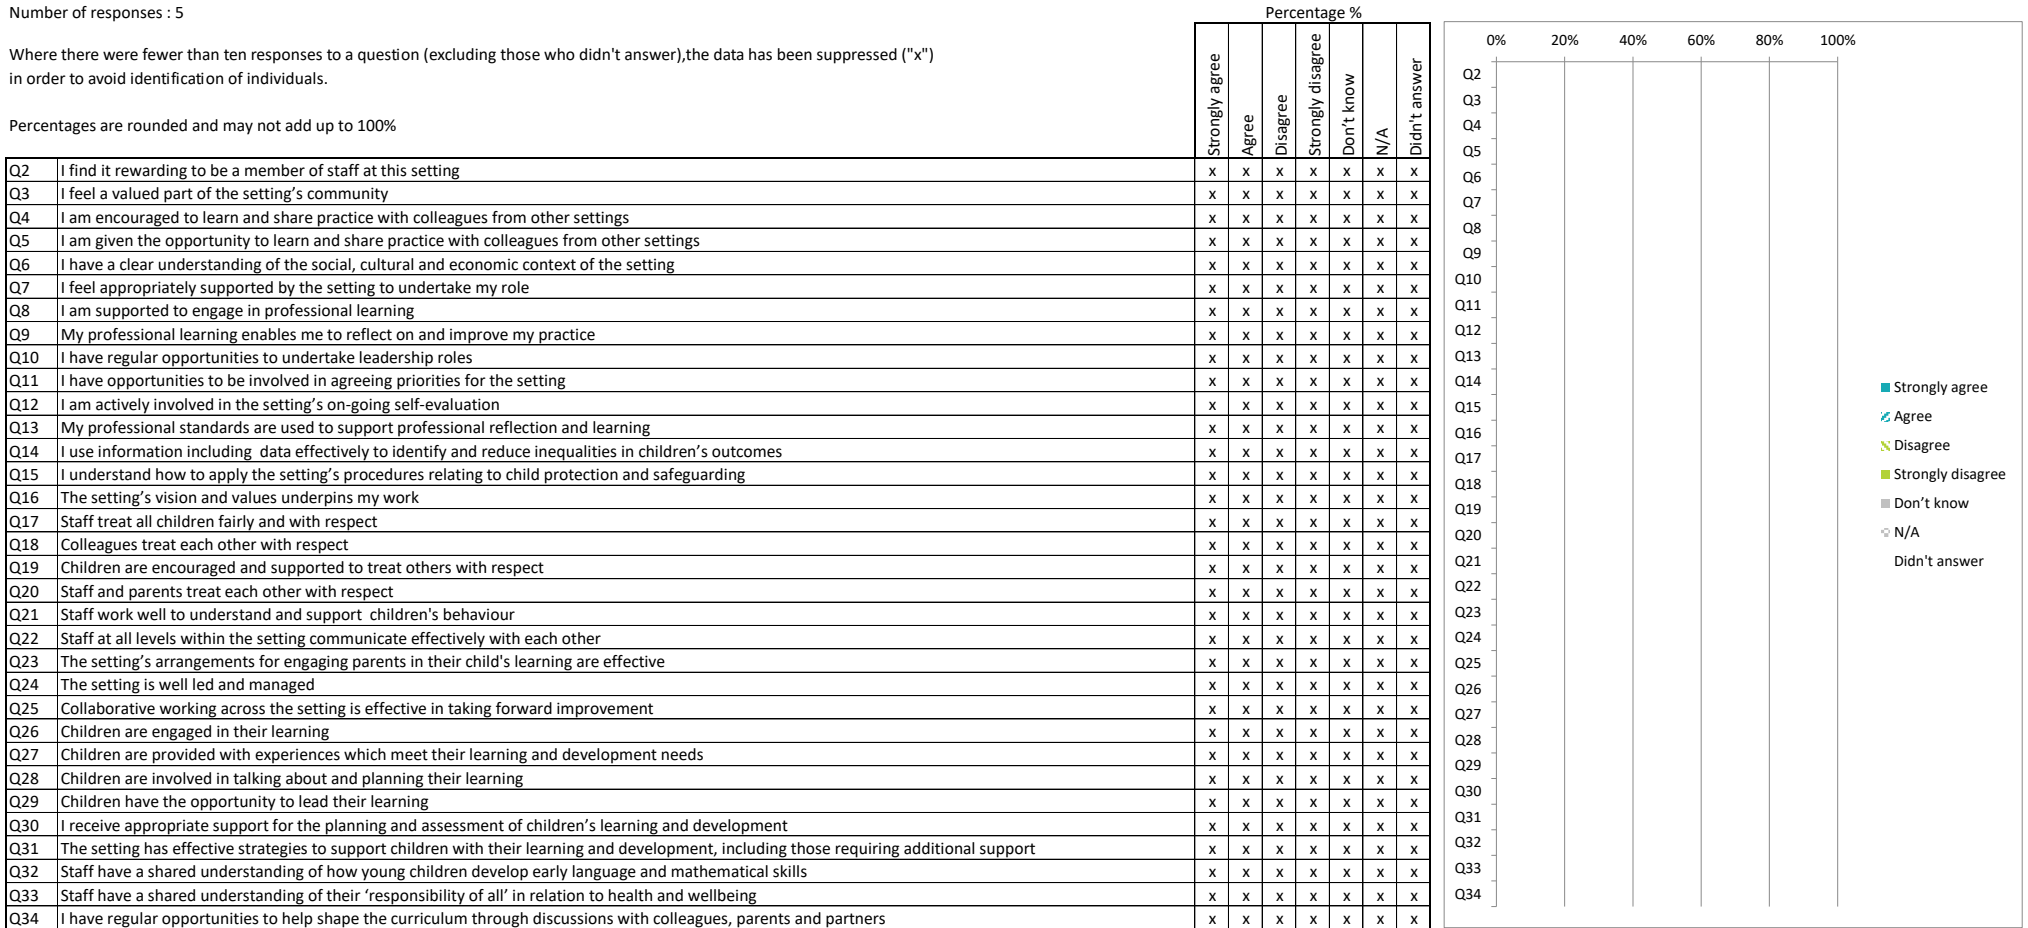 Number of responses : 5
Percentage %
Where there were fewer than ten responses to a question (excluding those who didn't answer),the data has been suppressed ("x")
in order to avoid identification of individuals.
Percentages are rounded and may not add up to 100%
Strongly agree
Agree
Disagree
Strongly disagree
Don't know
N/A
Didn't answer
Q2 I find it rewarding to be a member of staff at this setting x x x x x x x
Q3 I feel a valued part of the setting’s community x x x x x x x
Q4 I am encouraged to learn and share practice with colleagues from other settings x x x x x x x
Q5 I am given the opportunity to learn and share practice with colleagues from other settings x x x x x x x
Q6 I have a clear understanding of the social, cultural and economic context of the setting x x x x x x x
Q7 I feel appropriately supported by the setting to undertake my role x x x x x x x
Q8 I am supported to engage in professional learning x x x x x x x
Q9 My professional learning enables me to reflect on and improve my practice x x x x x x x
Q10 I have regular opportunities to undertake leadership roles x x x x x x x
Q11 I have opportunities to be involved in agreeing priorities for the setting x x x x x x x
Q12 I am actively involved in the setting’s on-going self-evaluation x x x x x x x
Q13 My professional standards are used to support professional reflection and learning x x x x x x x
Q14 I use information including  data effectively to identify and reduce inequalities in children’s outcomes x x x x x x x
Q15 I understand how to apply the setting’s procedures relating to child protection and safeguarding x x x x x x x
Q16 The setting’s vision and values underpins my work x x x x x x x
Q17 Staff treat all children fairly and with respect x x x x x x x
Q18 Colleagues treat each other with respect x x x x x x x
Q19 Children are encouraged and supported to treat others with respect x x x x x x x
Q20 Staff and parents treat each other with respect x x x x x x x
Q21 Staff work well to understand and support  children's behaviour x x x x x x x
Q22 Staff at all levels within the setting communicate effectively with each other x x x x x x x
Q23 The setting’s arrangements for engaging parents in their child's learning are effective x x x x x x x
Q24 The setting is well led and managed x x x x x x x
Q25 Collaborative working across the setting is effective in taking forward improvement x x x x x x x
Q26 Children are engaged in their learning x x x x x x x
Q27 Children are provided with experiences which meet their learning and development needs x x x x x x x
Q28 Children are involved in talking about and planning their learning x x x x x x x
Q29 Children have the opportunity to lead their learning x x x x x x x
Q30 I receive appropriate support for the planning and assessment of children’s learning and development x x x x x x x
Q31 The setting has effective strategies to support children with their learning and development, including those requiring additional support x x x x x x x
Q32 Staff have a shared understanding of how young children develop early language and mathematical skills x x x x x x x
Q33 Staff have a shared understanding of their ‘responsibility of all’ in relation to health and wellbeing x x x x x x x
Q34 I have regular opportunities to help shape the curriculum through discussions with colleagues, parents and partners x x x x x x x
0% 20% 40% 60% 80% 100%
Q2
Q3
Q4
Q5
Q6
Q7
Q8
Q9
Q10
Q11
Q12
Q13
Q14
Q15
Q16
Q17
Q18
Q19
Q20
Q21
Q22
Q23
Q24
Q25
Q26
Q27
Q28
Q29
Q30
Q31
Q32
Q33
Q34
Strongly agree
Agree
Disagree
Strongly disagree
Don’t know
N/A
Didn't answer